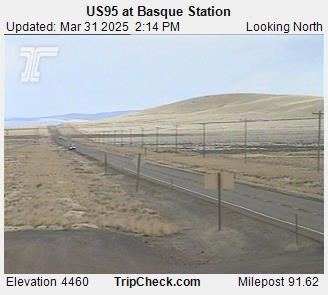 US95 at Basque Station
Updated: Mar 31 2025 2:14 PM Looking North
Elevation 4460 TripCheck.com Milepost 91.62